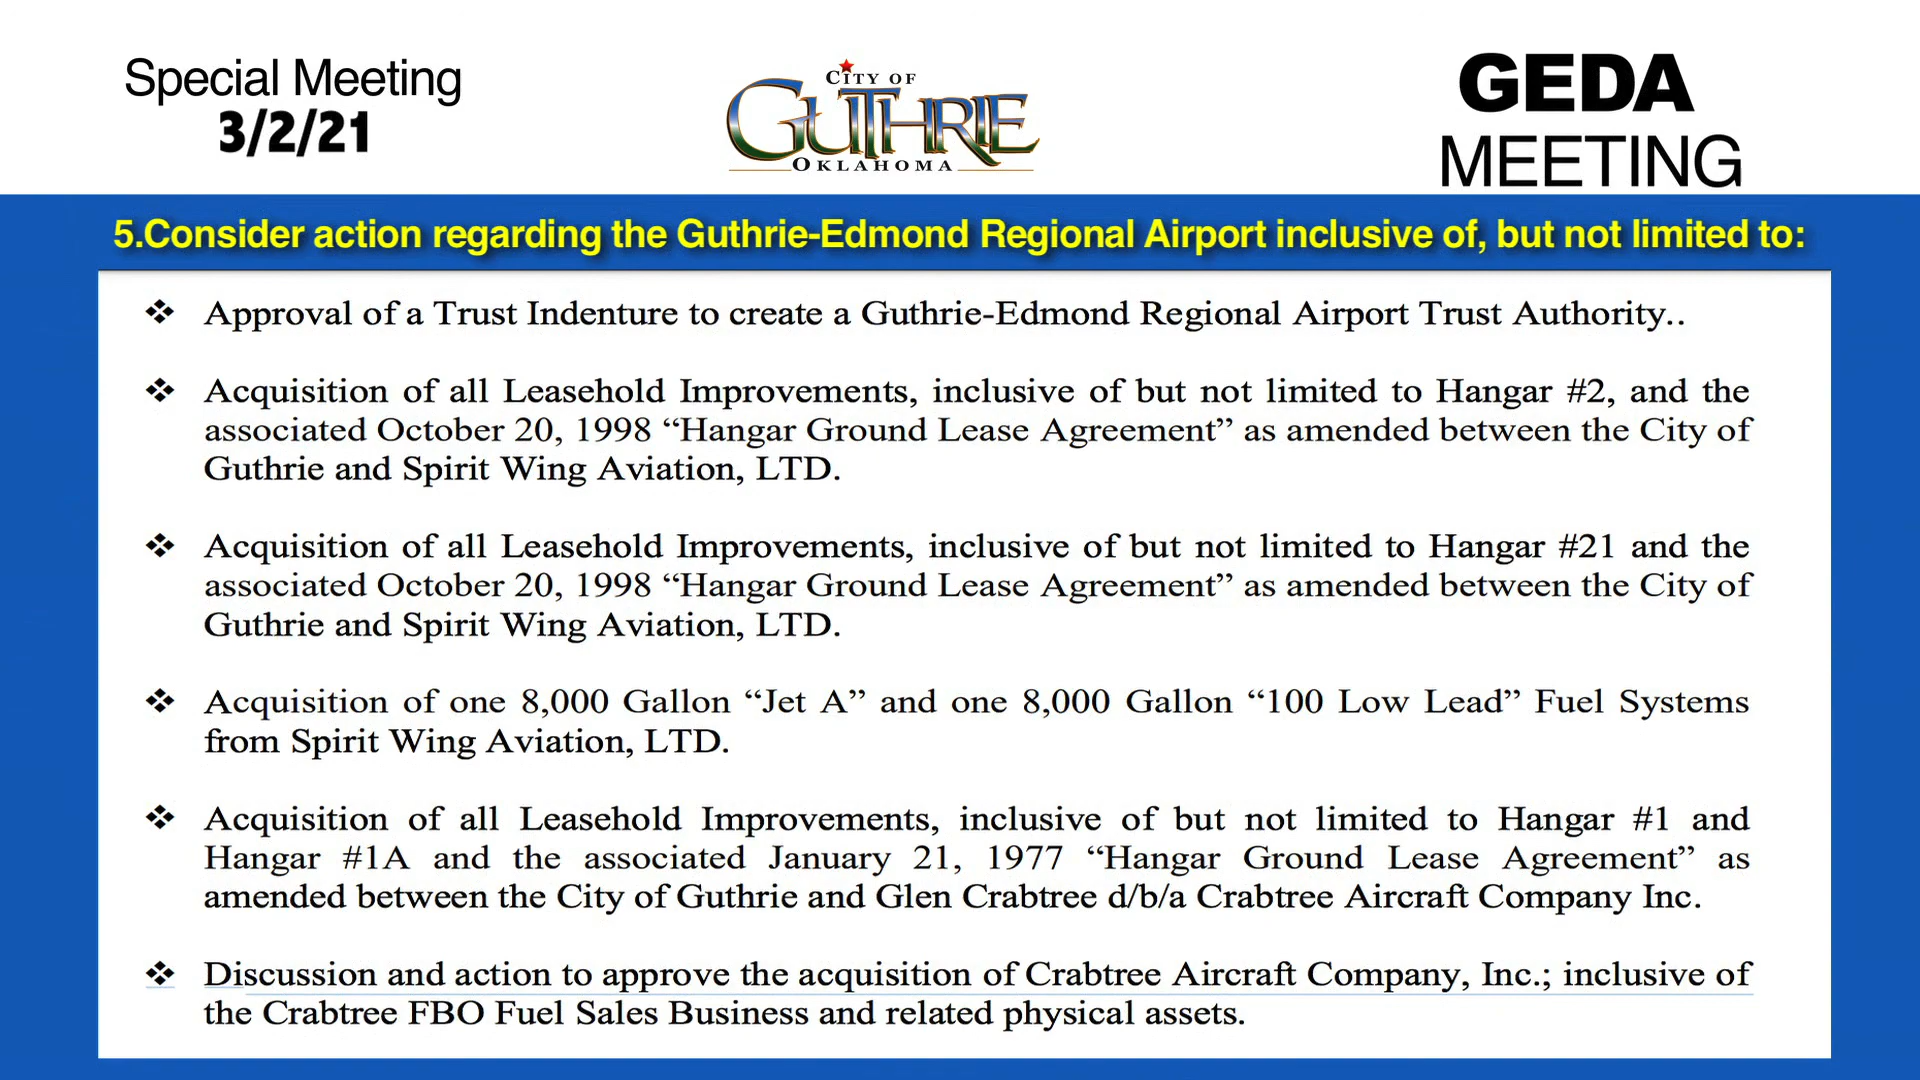 Special Meeting
3/2/21
CITY OF
GUTHRIE
OKLAHOMA
GEDA
MEETING
5.Consider action regarding the Guthrie-Edmond Regional Airport inclusive of, but not limited to:
❖ Approval of a Trust Indenture to create a Guthrie-Edmond Regional Airport Trust Authority..
❖ Acquisition of all Leasehold Improvements, inclusive of but not limited to Hangar #2, and the
associated October 20, 1998 “Hangar Ground Lease Agreement” as amended between the City of
Guthrie and Spirit Wing Aviation, LTD.
❖ Acquisition of all Leasehold Improvements, inclusive of but not limited to Hangar #21 and the
associated October 20, 1998 “Hangar Ground Lease Agreement” as amended between the City of
Guthrie and Spirit Wing Aviation, LTD.
❖ Acquisition of one 8,000 Gallon “Jet A” and one 8,000 Gallon “100 Low Lead” Fuel Systems
from Spirit Wing Aviation, LTD.
❖ Acquisition of all Leasehold Improvements, inclusive of but not limited to Hangar #1 and
Hangar #1A and the associated January 21, 1977 “Hangar Ground Lease Agreement” as
amended between the City of Guthrie and Glen Crabtree d/b/a Crabtree Aircraft Company Inc.
❖ Discussion and action to approve the acquisition of Crabtree Aircraft Company, Inc.; inclusive of
the Crabtree FBO Fuel Sales Business and related physical assets.